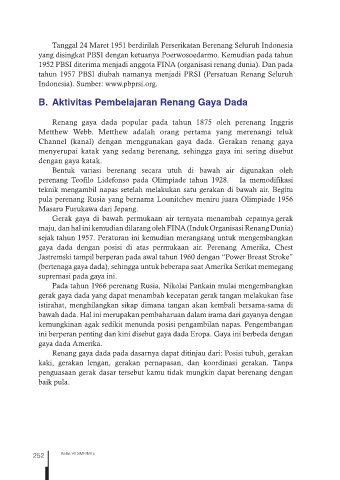 Tanggal 24 Maret 1951 berdirilah Perserikatan Berenang Seluruh Indonesia
yang disingkat PBSI dengan ketuanya Poerwosoedarmo. Kemudian pada tahun
1952 PBSI diterima menjadi anggota FINA (organisasi renang dunia). Dan pada
tahun 1957 PBSI diubah namanya menjadi PRSI (Persatuan Renang Seluruh
Indonesia). Sumber: www.pbprsi.org.
B. Aktivitas Pembelajaran Renang Gaya Dada
Renang gaya dada popular pada tahun 1875 oleh perenang Inggris
Metthew Webb. Metthew adalah orang pertama yang merenangi teluk
Channel (kanal) dengan menggunakan gaya dada. Gerakan renang gaya
menyerupai katak yang sedang berenang, sehingga gaya ini sering disebut
dengan gaya katak.
Bentuk variasi berenang secara utuh di bawah air digunakan oleh
perenang Teofilo Lidefonso pada Olimpiade tahun 1928. Ia memodifikasi
teknik mengambil napas setelah melakukan satu gerakan di bawah air. Begitu
pula perenang Rusia yang bernama Lounitchev meniru juara Olimpiade 1956
Masaru Furukawa dari Jepang.
Gerak gaya di bawah permukaan air ternyata menambah cepatnya gerak
maju, dan hal ini kemudian dilarang oleh FINA (Induk Organisasi Renang Dunia)
sejak tahun 1957. Peraturan ini kemudian merangsang untuk mengembangkan
gaya dada dengan posisi di atas permukaan air. Perenang Amerika, Chest
Jastremski tampil berperan pada awal tahun 1960 dengan “Power Breast Stroke”
(bertenaga gaya dada), sehingga untuk beberapa saat Amerika Serikat memegang
supremasi pada gaya ini.
Pada tahun 1966 perenang Rusia, Nikolai Pankain mulai mengembangkan
gerak gaya dada yang dapat menambah kecepatan gerak tangan melakukan fase
istirahat, menghilangkan sikap dimana tangan akan kembali bersama-sama di
bawah dada. Hal ini merupakan pembaharuan dalam irama dari gayanya dengan
kemungkinan agak sedikit menunda posisi pengambilan napas. Pengembangan
ini berperan penting dan kini disebut gaya dada Eropa. Gaya ini berbeda dengan
gaya dada Amerika.
Renang gaya dada pada dasarnya dapat ditinjau dari: Posisi tubuh, gerakan
kaki, gerakan lengan, gerakan pernapasan, dan koordinasi gerakan. Tanpa
penguasaan gerak dasar tersebut kamu tidak mungkin dapat berenang dengan
baik pula.
252